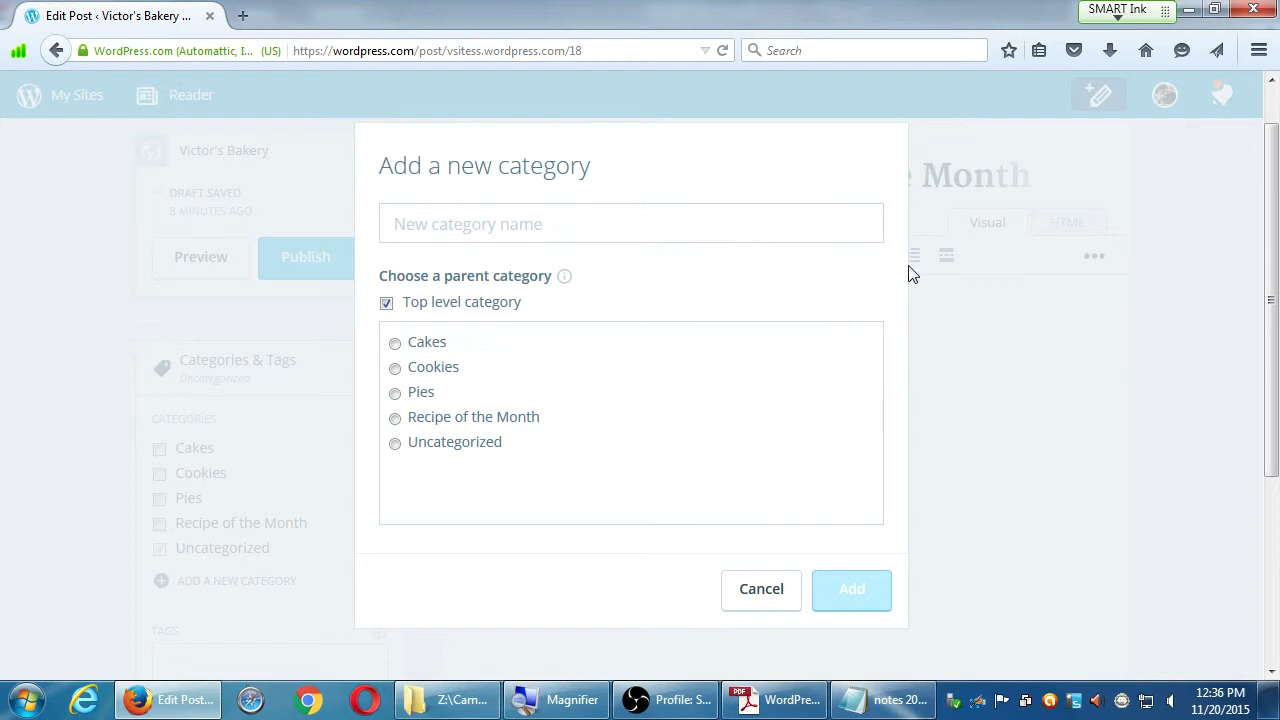 Edit Post ‹ Victor's Bakery ...
SMART Ink
WordPress.com (Automattic, I... (US)
https://wordpress.com/post/vsitess.wordpress.com/18
Search
My Sites
Reader
Victor's Bakery
DRAFT SAVED
8 MINUTES AGO
Preview
Publish
Categories & Tags
Uncategorized
CATEGORIES
Cakes
Cookies
Pies
Recipe of the Month
Uncategorized
ADD A NEW CATEGORY
TAGS
Add a new category
New category name
Choose a parent category
Top level category
Cakes
Cookies
Pies
Recipe of the Month
Uncategorized
Cancel
Add
e Month
Visual
HTML
Edit Post...
Z:\Cam...
Magnifier
Profile: S...
PDF
WordPre...
notes 20...
12:36 PM
11/20/2015